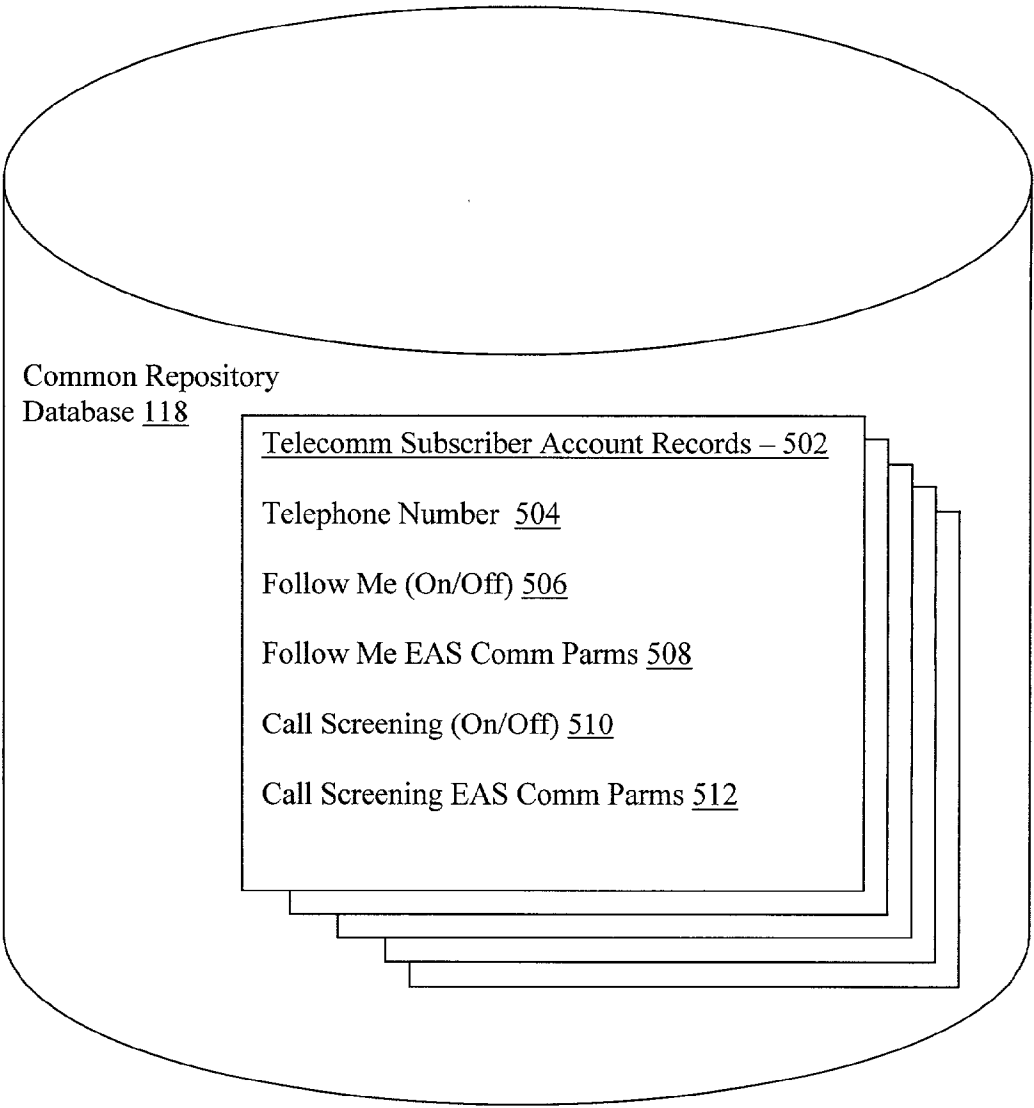 Common Repository
Database 118
Telecomm Subscriber Account Records – 502
Telephone Number 504
Follow Me (On/Off) 506
Follow Me EAS Comm Parms 508
Call Screening (On/Off) 510
Call Screening EAS Comm Parms 512